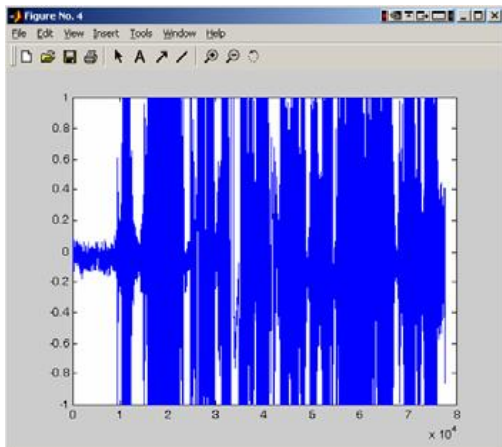 Figure No. 4
File Edit View Insert Tools Window Help
A
1
0.8
0.6
0.4
0.2
0
-0.2
-0.4
-0.6
-0.8
-1
0 1 2 3 4 5 6 7 8
x 10⁴